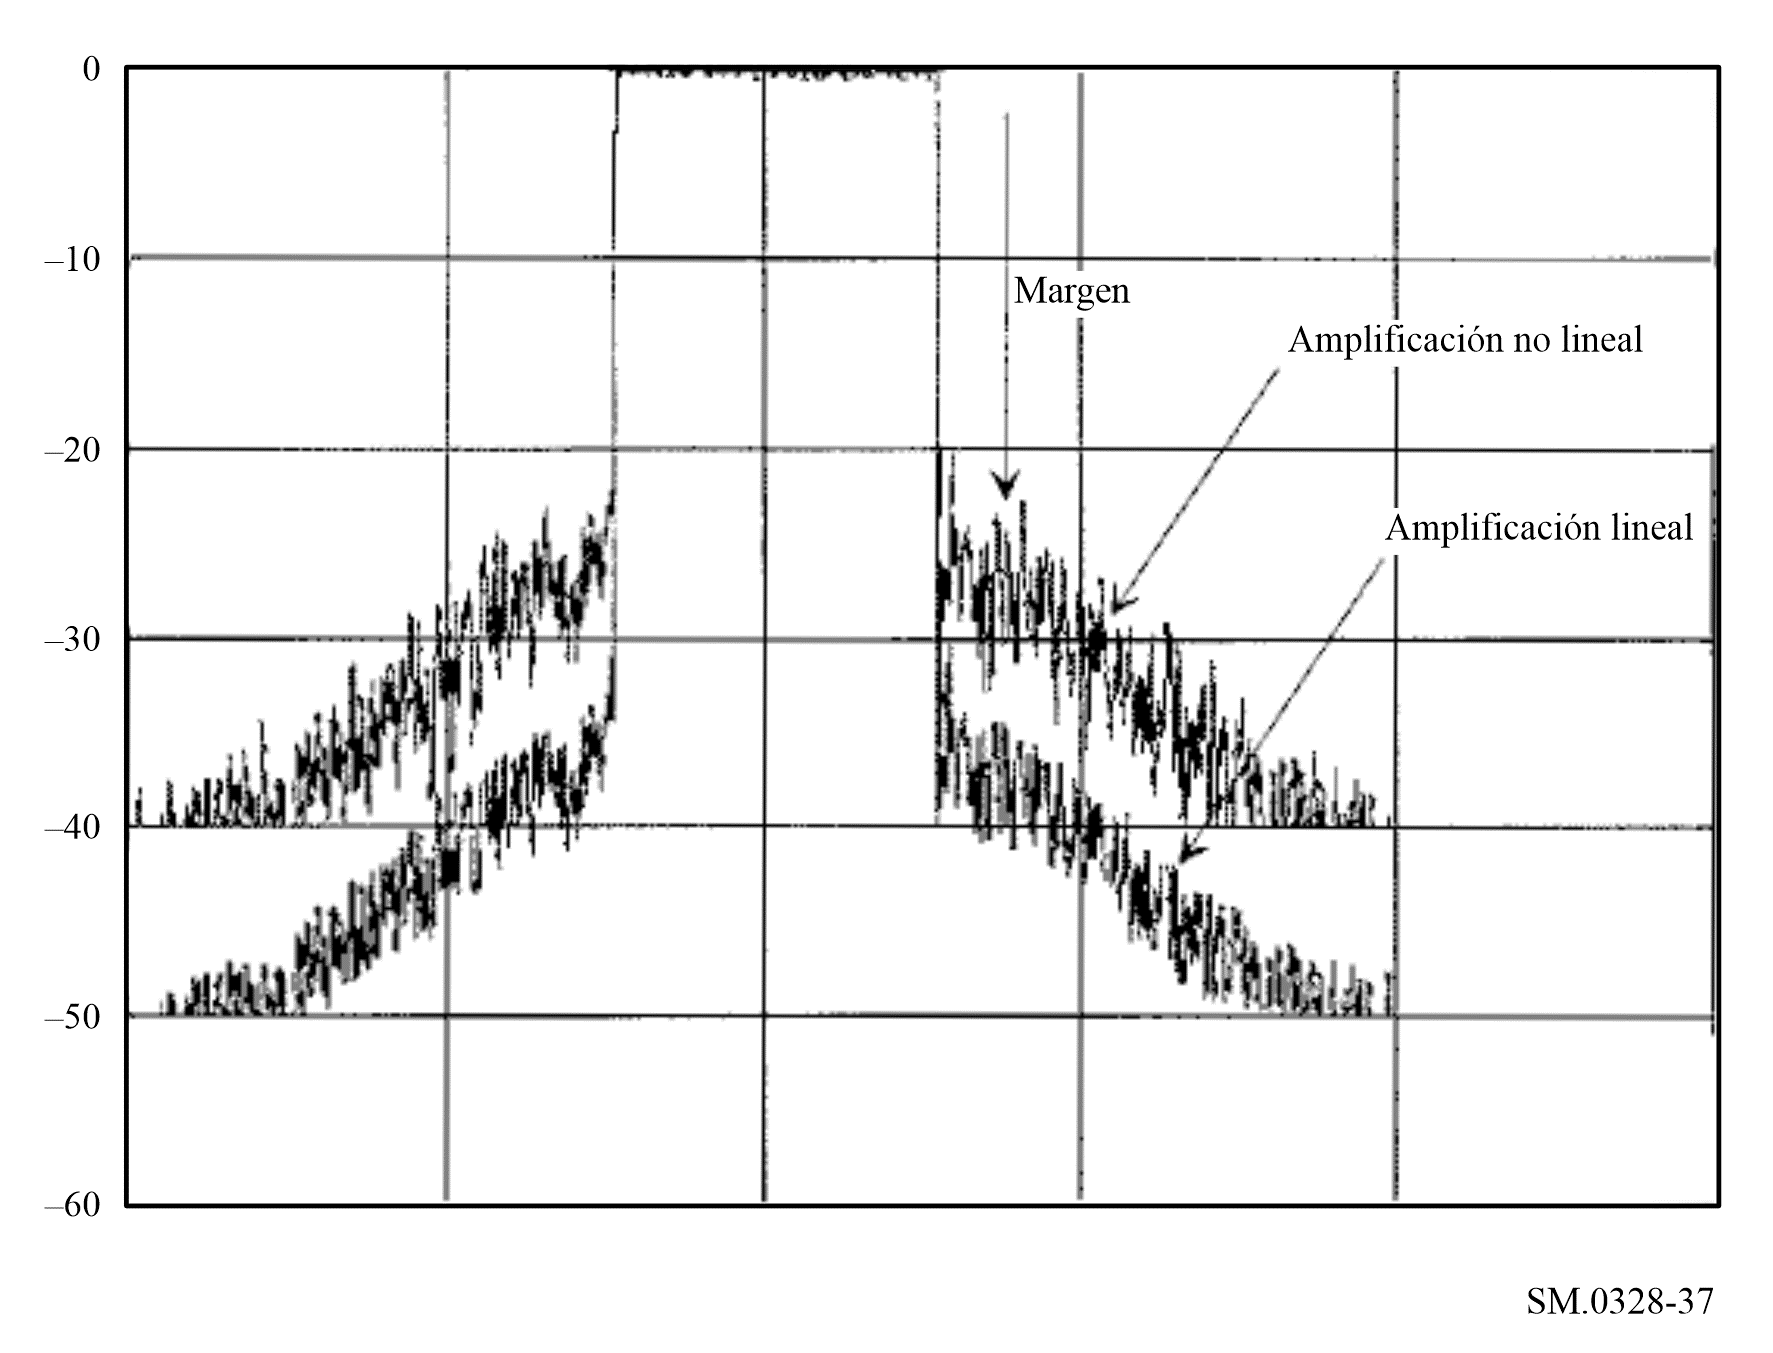 0
–10
Margen
Amplificación no lineal
–20
Amplificación lineal
–30
–40
–50
–60
SM.0328-37